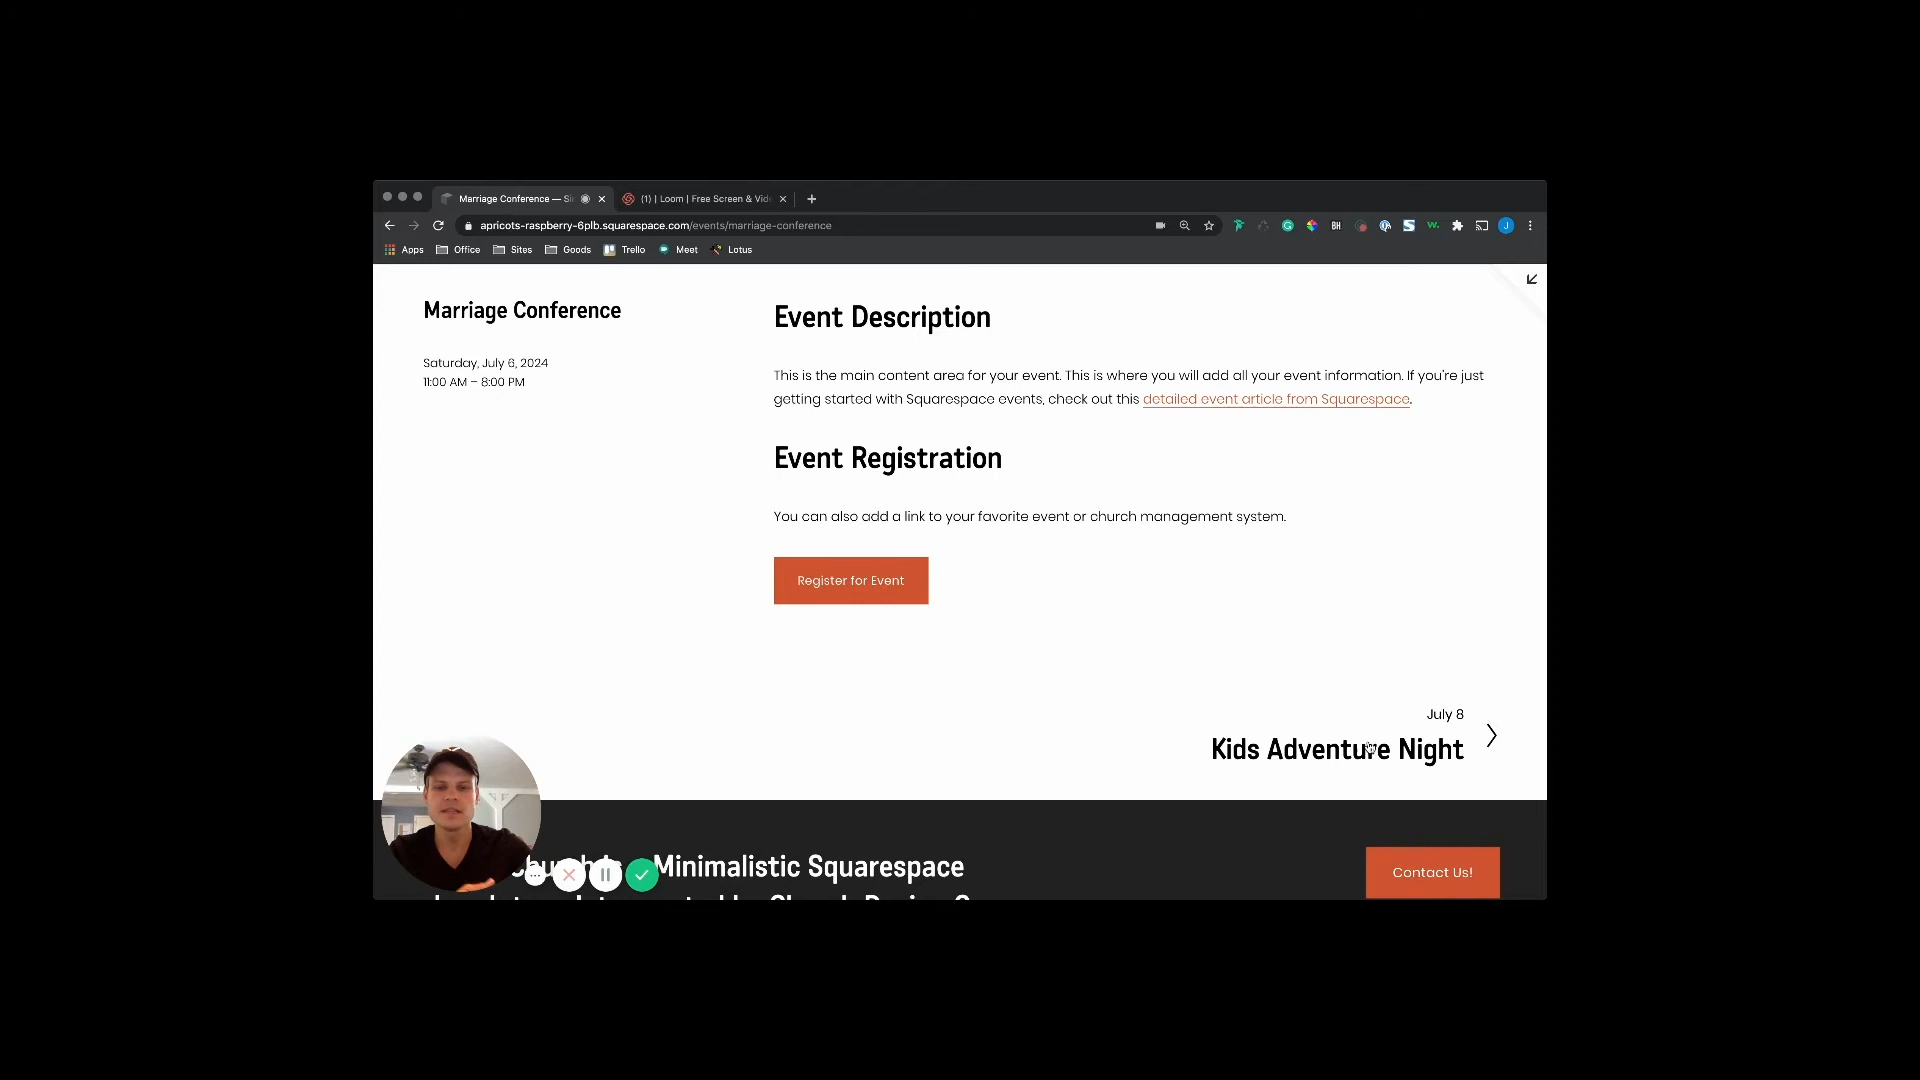 Marriage Conference — Si
(1) | Loom | Free Screen & Vid
apricots-raspberry-6plb.squarespace.com/events/marriage-conference
BH
w.
J
Apps Office Sites Goods Trello Meet Lotus
Marriage Conference
Saturday, July 6, 2024
11:00 AM – 8:00 PM
Event Description
This is the main content area for your event. This is where you will add all your event information. If you're just
getting started with Squarespace events, check out this detailed event article from Squarespace.
Event Registration
You can also add a link to your favorite event or church management system.
Register for Event
July 8
Kids Adventure Night
Minimalistic Squarespace
Contact Us!